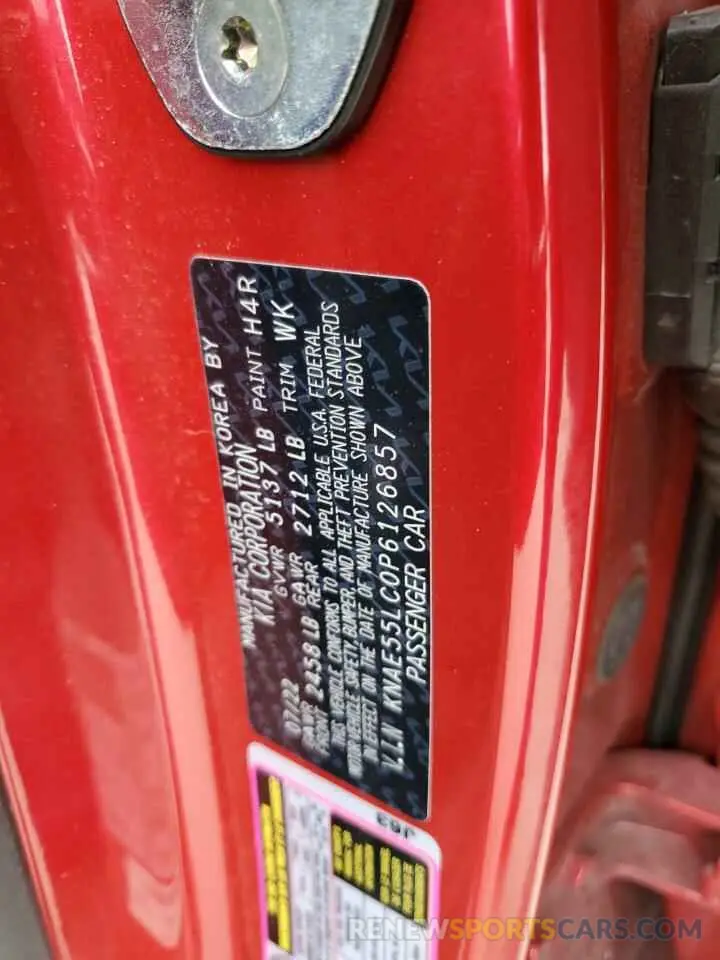 MANUFACTURED IN KOREA BY
KIA CORPORATION
07/22 GVWR 5137 LB PAINT H4R
GAWR GAWR
FRONT 2458 LB REAR 2712 LB TRIM WK
THIS VEHICLE CONFORMS TO ALL APPLICABLE U.S.A. FEDERAL
MOTOR VEHICLE SAFETY, BUMPER, AND THEFT PREVENTION STANDARDS
IN EFFECT ON THE DATE OF MANUFACTURE SHOWN ABOVE
V.I.N KNAE55LC0P6126857
PASSENGER CAR
J53
RENEWSPORTSCARS.COM